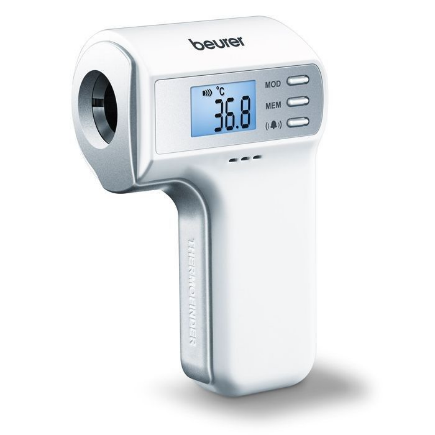 beurer
°C
36.8
MOD
MEM
THERMOFINDER